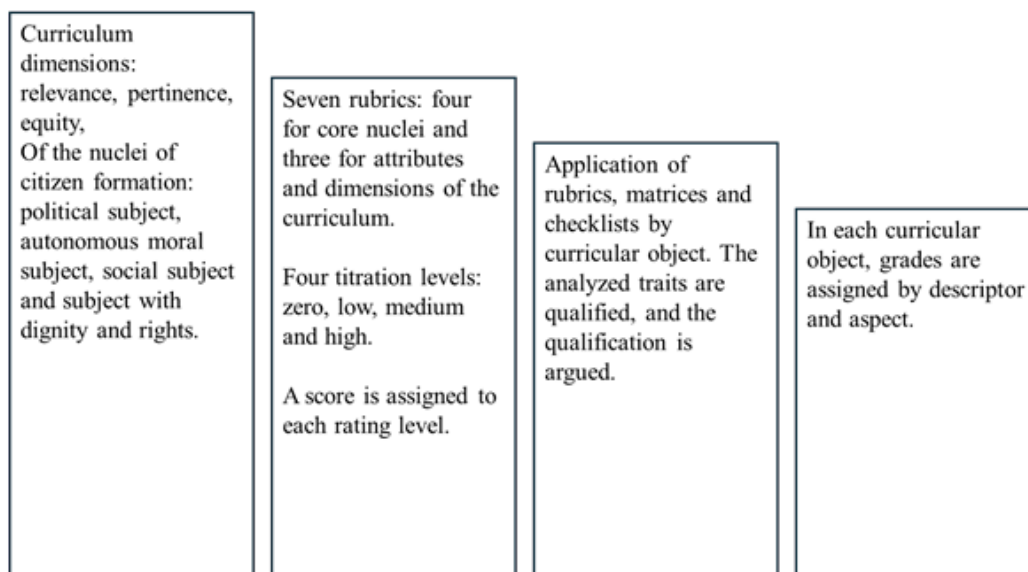 Curriculum
dimensions:
relevance, pertinence,
equity,
Of the nuclei of
citizen formation:
political subject,
autonomous moral
subject, social subject
and subject with
dignity and rights.
Seven rubrics: four
for core nuclei and
three for attributes
and dimensions of the
curriculum.
Four titration levels:
zero, low, medium
and high.
A score is assigned to
each rating level.
Application of
rubrics, matrices and
checklists by
curricular object. The
analyzed traits are
qualified, and the
qualification is
argued.
In each curricular
object, grades are
assigned by descriptor
and aspect.